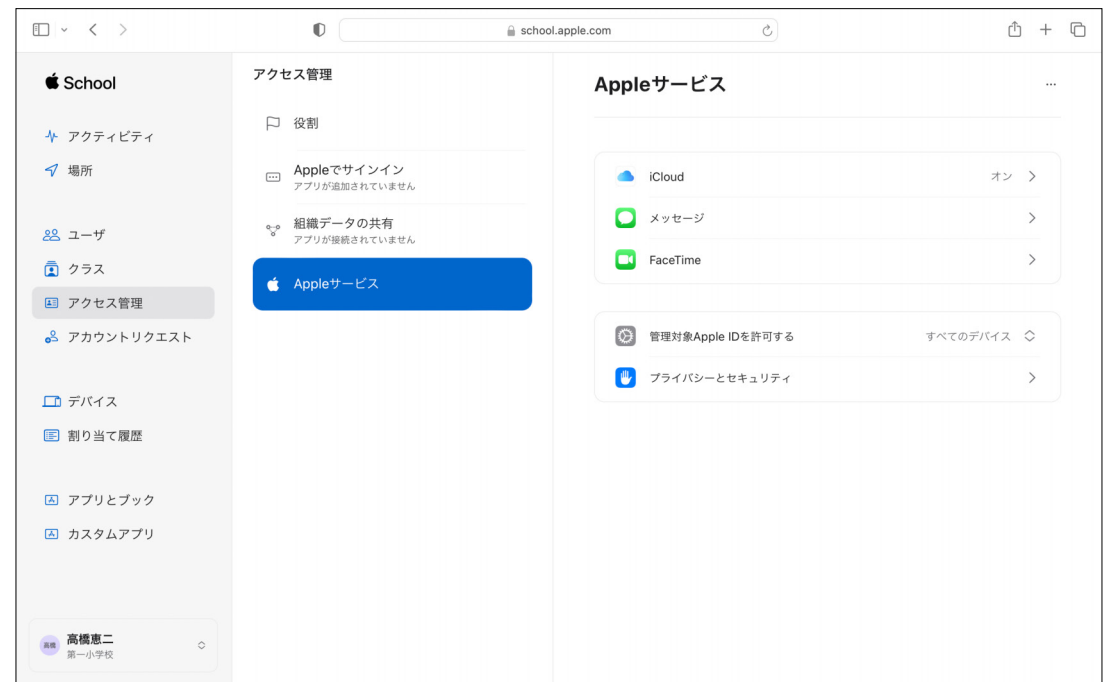 school.apple.com
School
アクティビティ
場所
ユーザ
クラス
アクセス管理
アカウントリクエスト
デバイス
割り当て履歴
アプリとブック
カスタムアプリ
高橋
高橋恵二
第一小学校
アクセス管理
役割
Appleでサインイン
アプリが追加されていません
組織データの共有
アプリが接続されていません
Appleサービス
Appleサービス
iCloud オン
メッセージ
FaceTime
管理対象Apple IDを許可する すべてのデバイス
プライバシーとセキュリティ